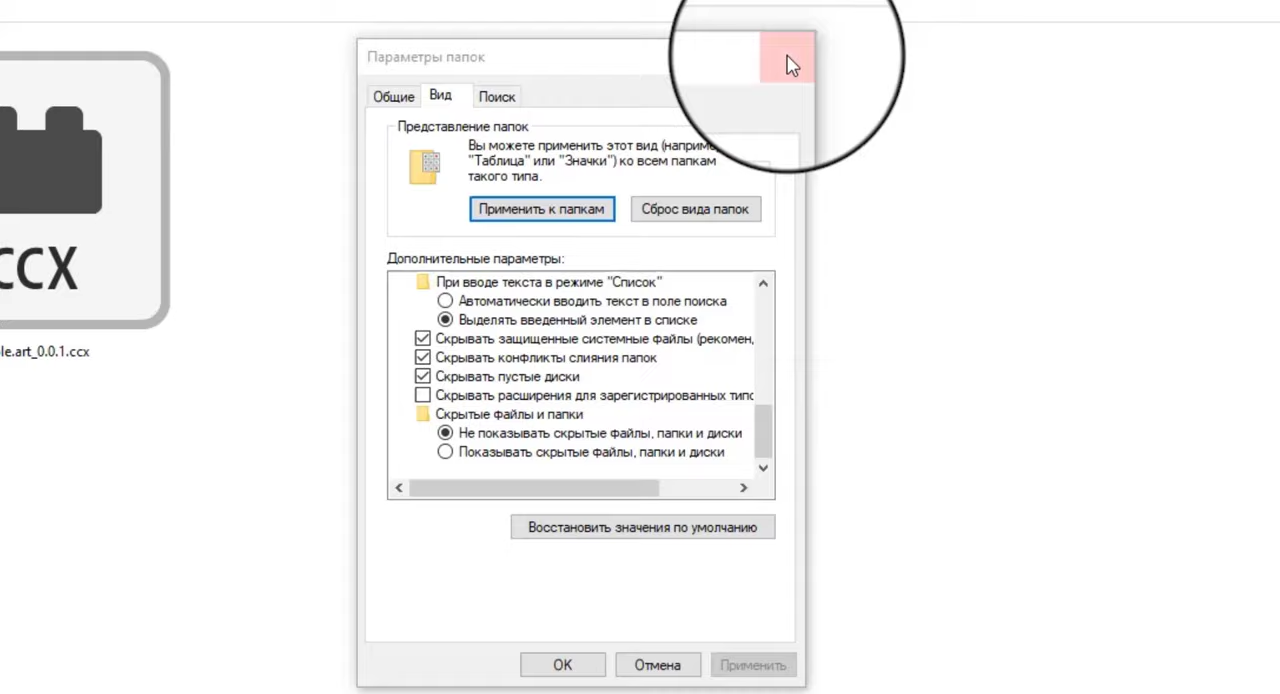 Параметры папок
Общие
Вид
Поиск
Представление папок
Вы можете применить этот вид
"Таблица" или "Значки") ко всем папкам
такого типа.
Применить к папкам
Сброс вида папок
Дополнительные параметры:
При вводе текста в режиме "Список"
Автоматически вводить текст в поле поиска
Выделять введенный элемент в списке
Скрывать защищенные системные файлы (рекомен,
Скрывать конфликты слияния папок
Скрывать пустые диски
Скрывать расширения для зарегистрированных типо
Скрытые файлы и папки
Не показывать скрытые файлы, папки и диски
Показывать скрытые файлы, папки и диски
Восстановить значения по умолчанию
OK
Отмена
Применить
CCX
le.art_0.0.1.ccx